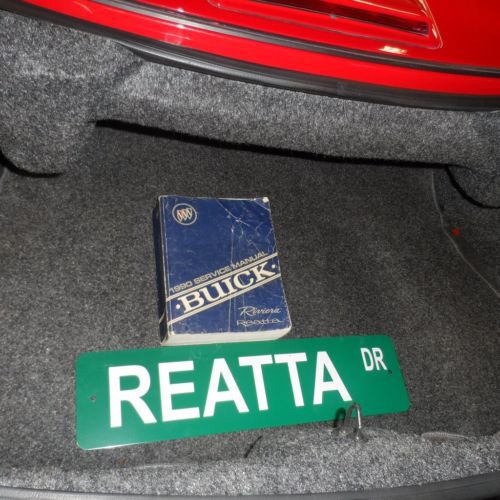 1990 SERVICE MANUAL
BUICK
Riviera
Reatta
REATTA DR